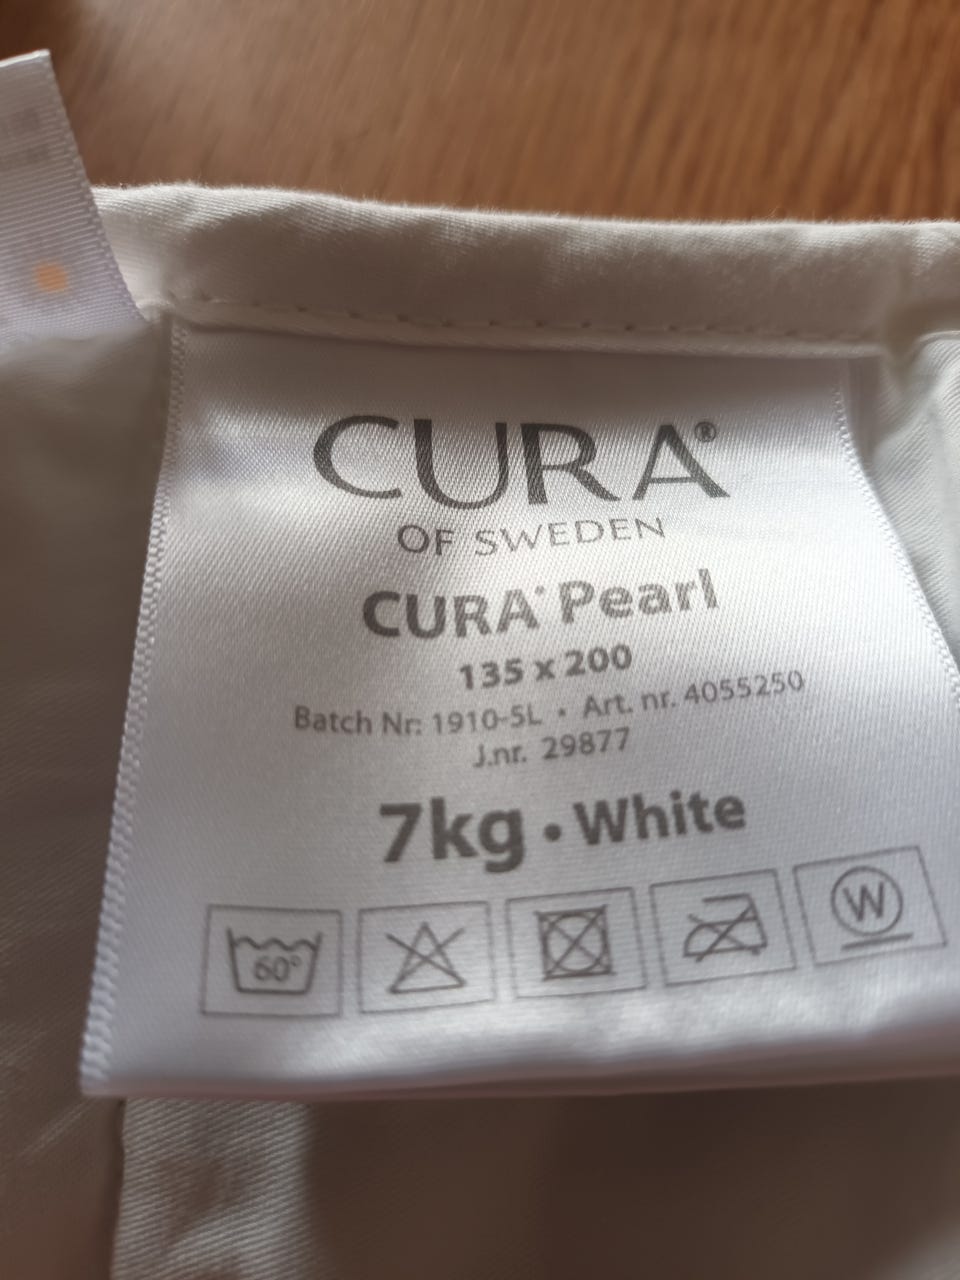 CURA®
OF SWEDEN
CURA® Pearl
135 x 200
Batch Nr: 1910-5L • Art. nr. 4055250
J.nr. 29877
7kg • White
60°
W